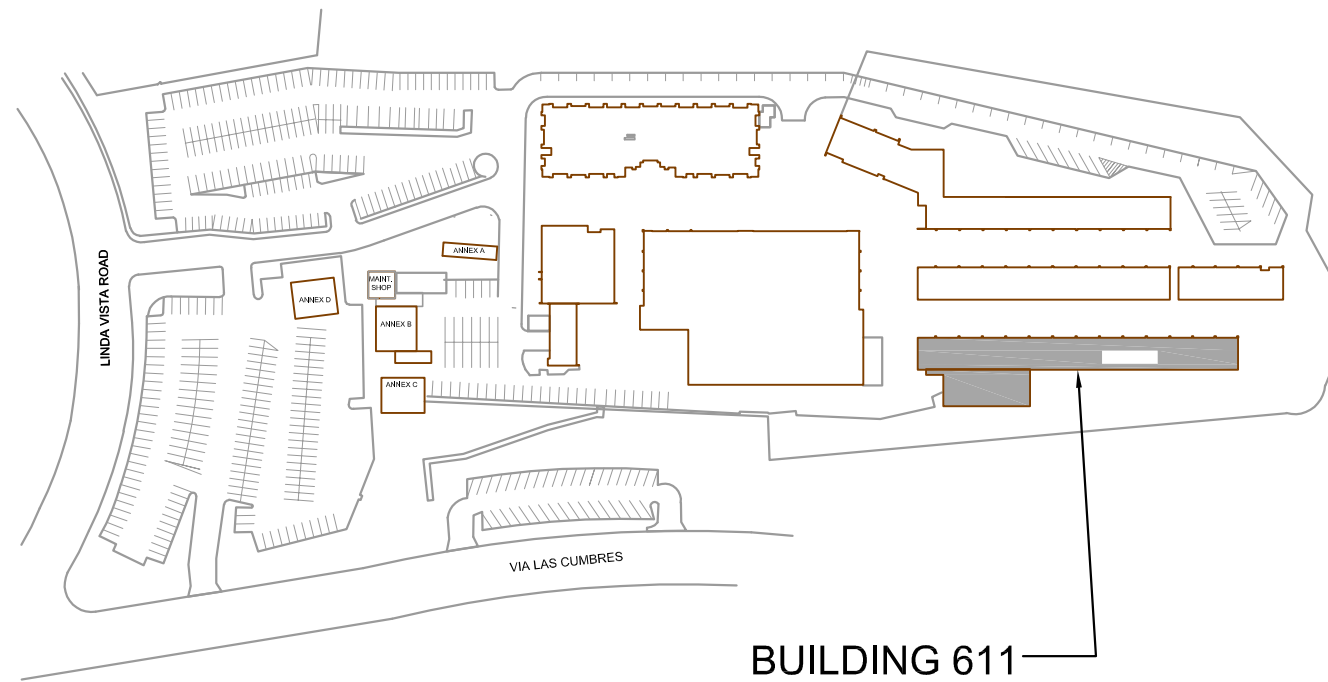 ANNEX A
MAINT.
SHOP
ANNEX D
ANNEX B
LINDA VISTA ROAD
ANNEX C
VIA LAS CUMBRES
BUILDING 611